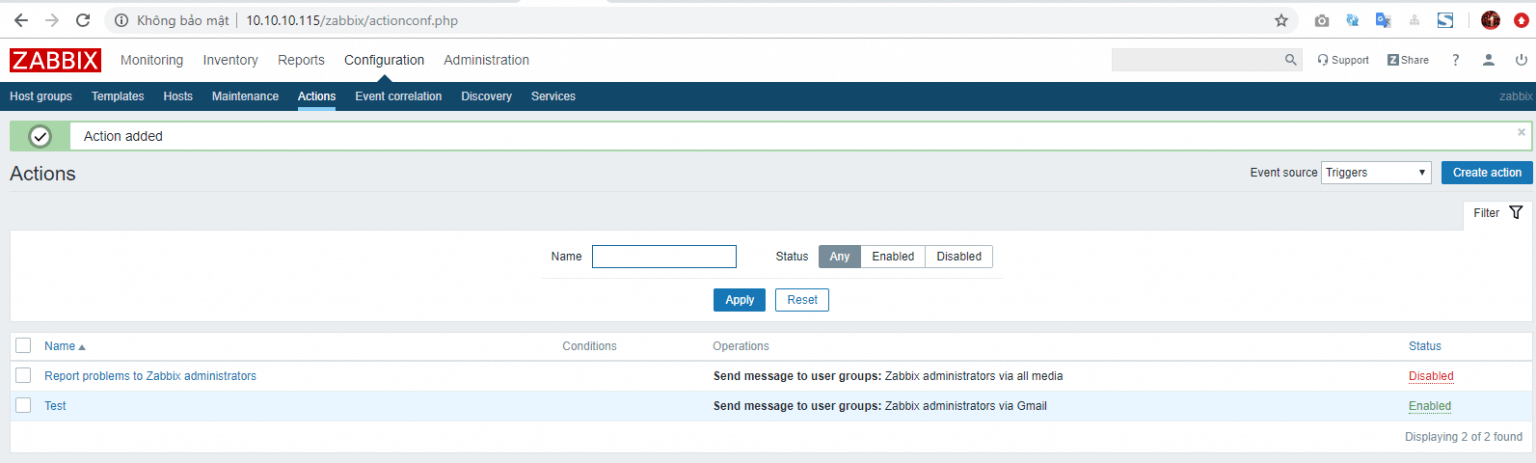 Không bảo mật 10.10.10.115/zabbix/actionconf.php
ZABBIX Monitoring Inventory Reports Configuration Administration Support Z Share ?
Host groups Templates Hosts Maintenance Actions Event correlation Discovery Services zabbix
Action added ×
Actions Event source Triggers Create action
Filter
Name Status Any Enabled Disabled
Apply Reset
Name Conditions Operations Status
Report problems to Zabbix administrators Send message to user groups: Zabbix administrators via all media Disabled
Test Send message to user groups: Zabbix administrators via Gmail Enabled
Displaying 2 of 2 found